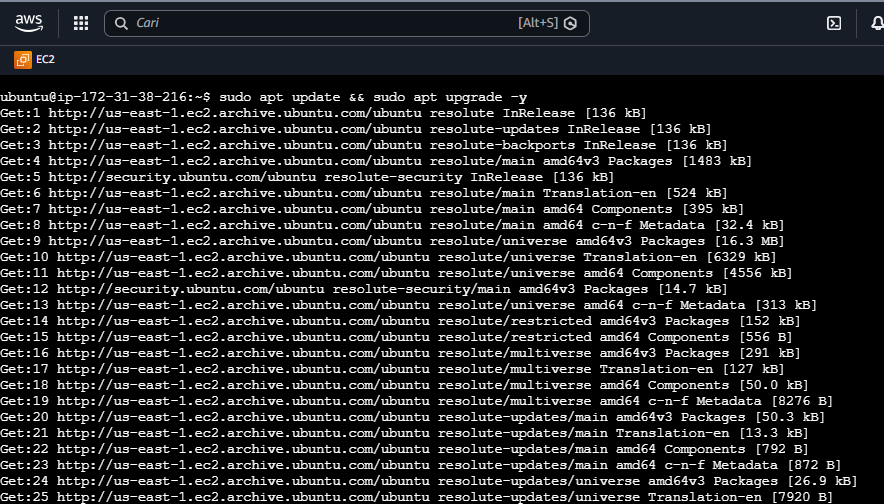 aws
Cari [Alt+S]
EC2
ubuntu@ip-172-31-38-216:~$ sudo apt update && sudo apt upgrade -y
Get:1 http://us-east-1.ec2.archive.ubuntu.com/ubuntu resolute InRelease [136 kB]
Get:2 http://us-east-1.ec2.archive.ubuntu.com/ubuntu resolute-updates InRelease [136 kB]
Get:3 http://us-east-1.ec2.archive.ubuntu.com/ubuntu resolute-backports InRelease [136 kB]
Get:4 http://us-east-1.ec2.archive.ubuntu.com/ubuntu resolute/main amd64v3 Packages [1483 kB]
Get:5 http://security.ubuntu.com/ubuntu resolute-security InRelease [136 kB]
Get:6 http://us-east-1.ec2.archive.ubuntu.com/ubuntu resolute/main Translation-en [524 kB]
Get:7 http://us-east-1.ec2.archive.ubuntu.com/ubuntu resolute/main amd64 Components [395 kB]
Get:8 http://us-east-1.ec2.archive.ubuntu.com/ubuntu resolute/main amd64 c-n-f Metadata [32.4 kB]
Get:9 http://us-east-1.ec2.archive.ubuntu.com/ubuntu resolute/universe amd64v3 Packages [16.3 MB]
Get:10 http://us-east-1.ec2.archive.ubuntu.com/ubuntu resolute/universe Translation-en [6329 kB]
Get:11 http://us-east-1.ec2.archive.ubuntu.com/ubuntu resolute/universe amd64 Components [4556 kB]
Get:12 http://security.ubuntu.com/ubuntu resolute-security/main amd64v3 Packages [14.7 kB]
Get:13 http://us-east-1.ec2.archive.ubuntu.com/ubuntu resolute/universe amd64 c-n-f Metadata [313 kB]
Get:14 http://us-east-1.ec2.archive.ubuntu.com/ubuntu resolute/restricted amd64v3 Packages [152 kB]
Get:15 http://us-east-1.ec2.archive.ubuntu.com/ubuntu resolute/restricted amd64 Components [556 B]
Get:16 http://us-east-1.ec2.archive.ubuntu.com/ubuntu resolute/multiverse amd64v3 Packages [291 kB]
Get:17 http://us-east-1.ec2.archive.ubuntu.com/ubuntu resolute/multiverse Translation-en [127 kB]
Get:18 http://us-east-1.ec2.archive.ubuntu.com/ubuntu resolute/multiverse amd64 Components [50.0 kB]
Get:19 http://us-east-1.ec2.archive.ubuntu.com/ubuntu resolute/multiverse amd64 c-n-f Metadata [8276 B]
Get:20 http://us-east-1.ec2.archive.ubuntu.com/ubuntu resolute-updates/main amd64v3 Packages [50.3 kB]
Get:21 http://us-east-1.ec2.archive.ubuntu.com/ubuntu resolute-updates/main Translation-en [13.3 kB]
Get:22 http://us-east-1.ec2.archive.ubuntu.com/ubuntu resolute-updates/main amd64 Components [792 B]
Get:23 http://us-east-1.ec2.archive.ubuntu.com/ubuntu resolute-updates/main amd64 c-n-f Metadata [872 B]
Get:24 http://us-east-1.ec2.archive.ubuntu.com/ubuntu resolute-updates/universe amd64v3 Packages [26.9 kB]
Get:25 http://us-east-1.ec2.archive.ubuntu.com/ubuntu resolute-updates/universe Translation-en [7920 B]